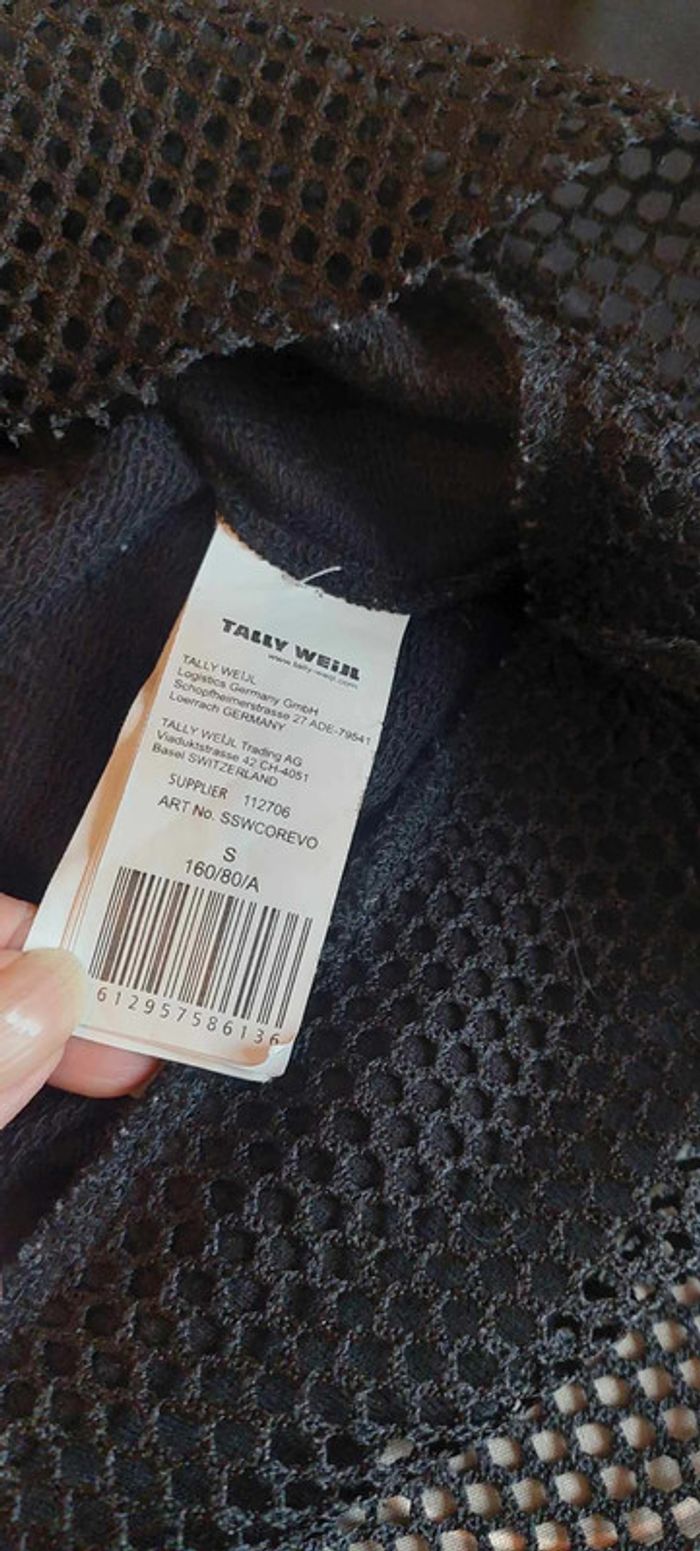 TALLY WEiJL
www.tally-weijl.com
TALLY WEIJL
Logistics Germany GmbH
Schopfheimerstrasse 27 ADE-79541
Loerrach GERMANY
TALLY WEIJL Trading AG
Viaduktstrasse 42 CH-4051
Basel SWITZERLAND
SUPPLIER 112706
ART No. SSWCOREVO
S
160/80/A
612957586136